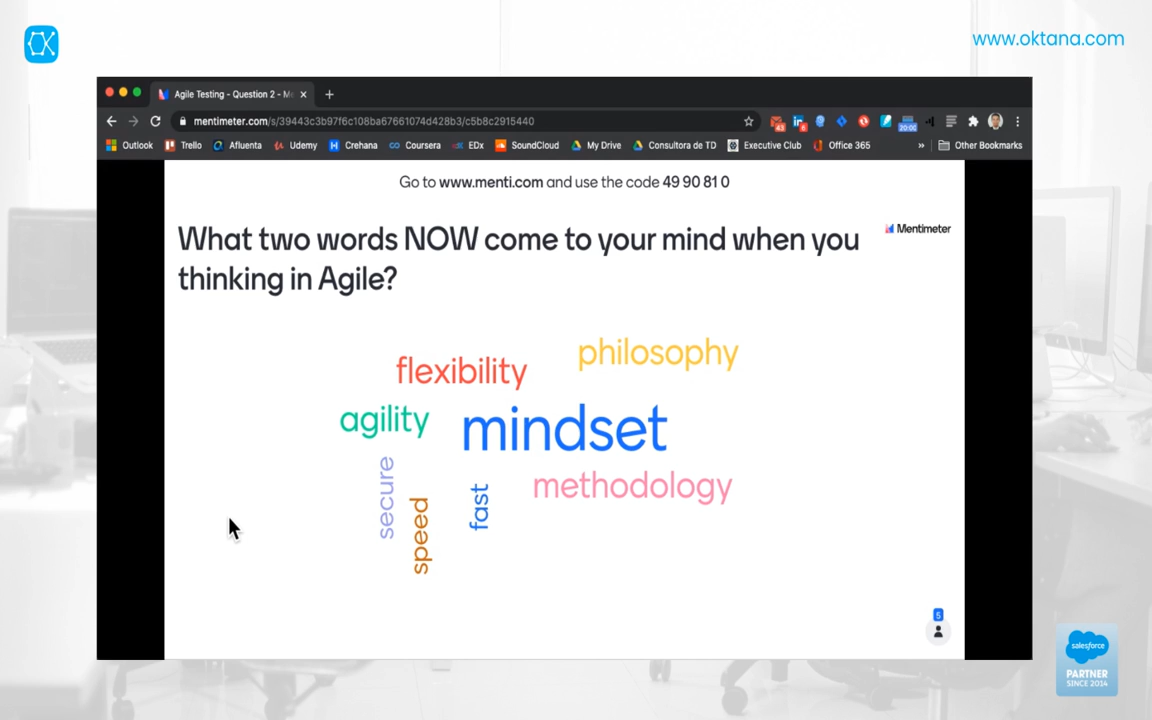 www.oktana.com
Agile Testing - Question 2 - M
mentimeter.com/s/39443c3b97f6c108ba67661074d428b3/c5b8c2915440
Outlook Trello Afluenta Udemy Crehana Coursera EDx SoundCloud My Drive Consultora de TD Executive Club Office 365 » Other Bookmarks
Go to www.menti.com and use the code 49 90 81 0
What two words NOW come to your mind when you
thinking in Agile?
Mentimeter
philosophy
flexibility
agility
mindset
methodology
secure
speed
fast
5
salesforce
PARTNER
SINCE 2014